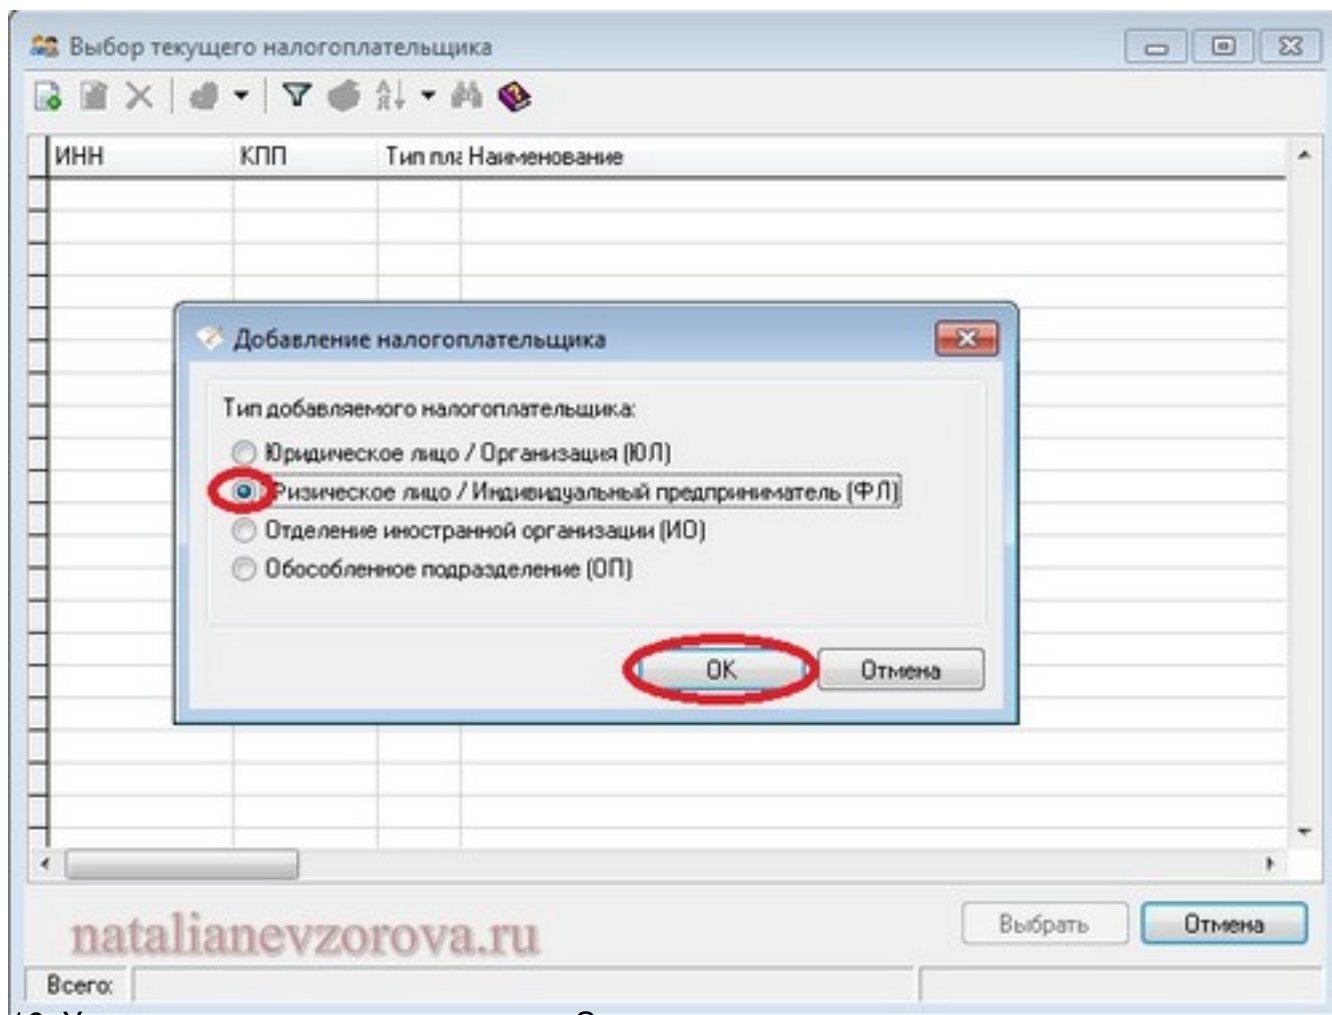 Выбор текущего налогоплательщика
ИНН КПП Тип пла Наименование
Добавление налогоплательщика
Тип добавляемого налогоплательщика:
Юридическое лицо / Организация (ЮЛ)
Физическое лицо / Индивидуальный предприниматель (ФЛ)
Отделение иностранной организации (ИО)
Обособленное подразделение (ОП)
ОК Отмена
natalianevzorova.ru
Выбрать Отмена
Всего: